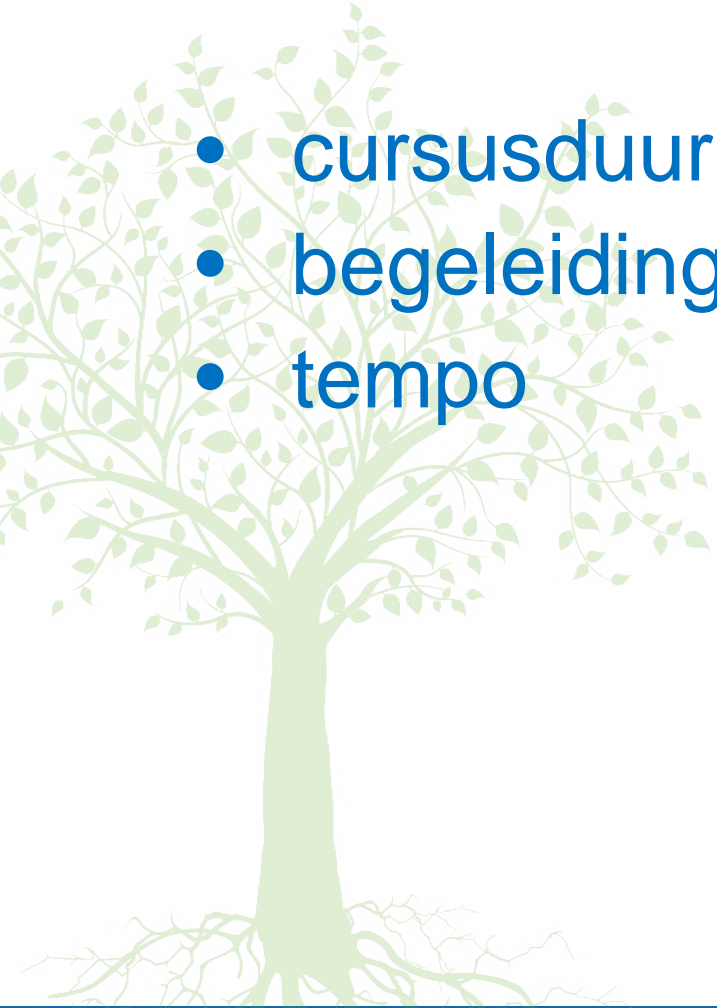 • cursusduur
• begeleiding
• tempo